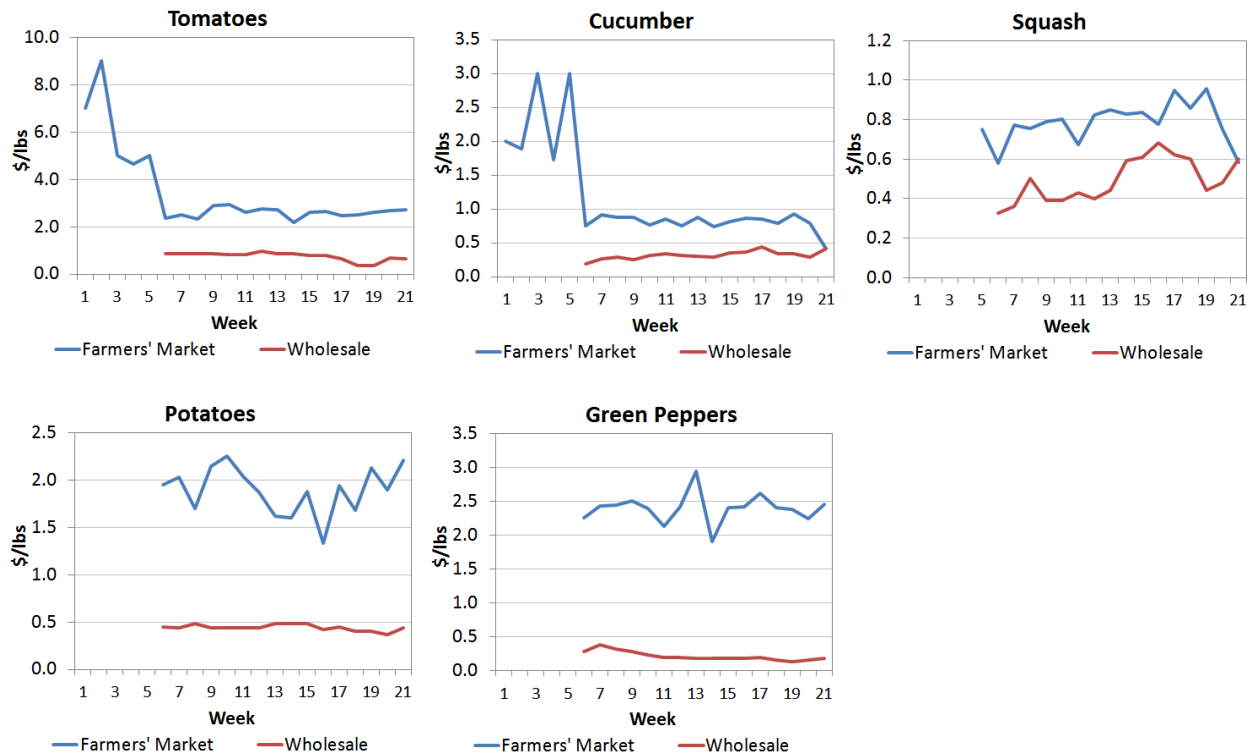 Tomatoes
10.0
8.0
6.0
4.0
2.0
0.0
$/lbs
1 3 5 7 9 11 13 15 17 19 21
Week
Farmers' Market Wholesale
Cucumber
3.5
3.0
2.5
2.0
1.5
1.0
0.5
0.0
$/lbs
1 3 5 7 9 11 13 15 17 19 21
Week
Farmers' Market Wholesale
Squash
1.2
1.0
0.8
0.6
0.4
0.2
0.0
$/lbs
1 3 5 7 9 11 13 15 17 19 21
Week
Farmers' Market Wholesale
Potatoes
2.5
2.0
1.5
1.0
0.5
0.0
$/lbs
1 3 5 7 9 11 13 15 17 19 21
Week
Farmers' Market Wholesale
Green Peppers
3.5
3.0
2.5
2.0
1.5
1.0
0.5
0.0
$/lbs
1 3 5 7 9 11 13 15 17 19 21
Week
Farmers' Market Wholesale